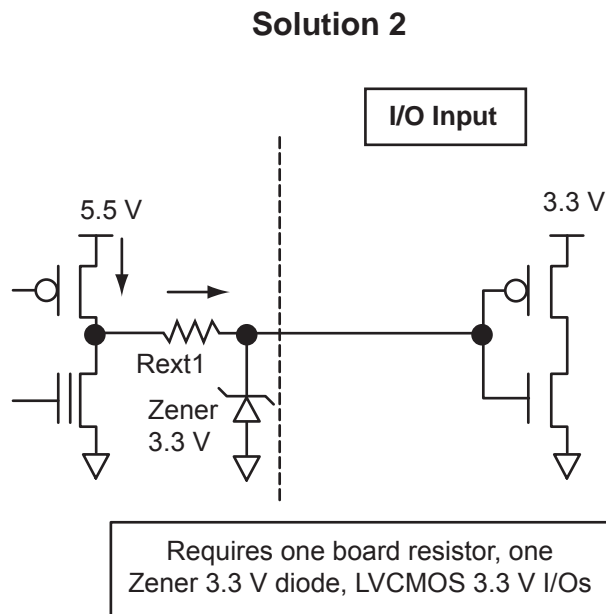 Solution 2
I/O Input
5.5 V
3.3 V
Rext1
Zener
3.3 V
Requires one board resistor, one
Zener 3.3 V diode, LVCMOS 3.3 V I/Os